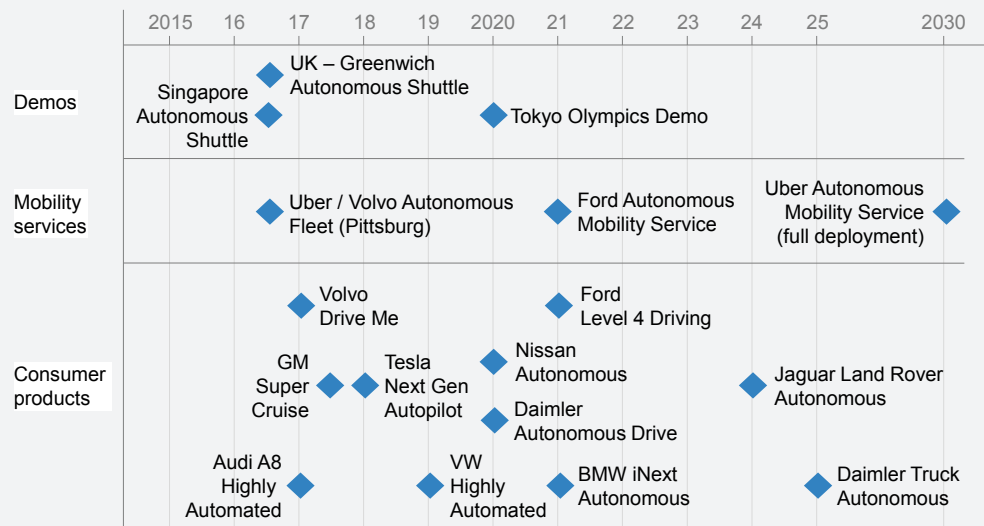 2015 16 17 18 19 2020 21 22 23 24 25 2030
Demos
UK – Greenwich
Autonomous Shuttle
Singapore
Autonomous
Shuttle
Tokyo Olympics Demo
Mobility
services
Uber / Volvo Autonomous
Fleet (Pittsburg)
Ford Autonomous
Mobility Service
Uber Autonomous
Mobility Service
(full deployment)
Consumer
products
Volvo
Drive Me
Ford
Level 4 Driving
GM
Super
Cruise
Tesla
Next Gen
Autopilot
Nissan
Autonomous
Daimler
Autonomous Drive
Jaguar Land Rover
Autonomous
Audi A8
Highly
Automated
VW
Highly
Automated
BMW iNext
Autonomous
Daimler Truck
Autonomous